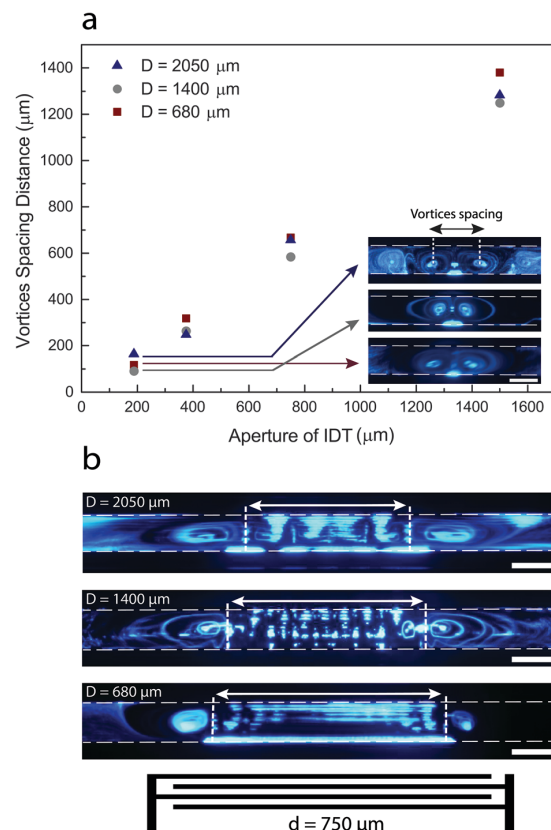 a
1400
1200
1000
800
600
400
200
0
Vortices Spacing Distance (μm)
D = 2050 μm
D = 1400 μm
D = 680 μm
Vortices spacing
0 200 400 600 800 1000 1200 1400 1600
Aperture of IDT (μm)
b
D = 2050 μm
D = 1400 μm
D = 680 μm
d = 750 μm